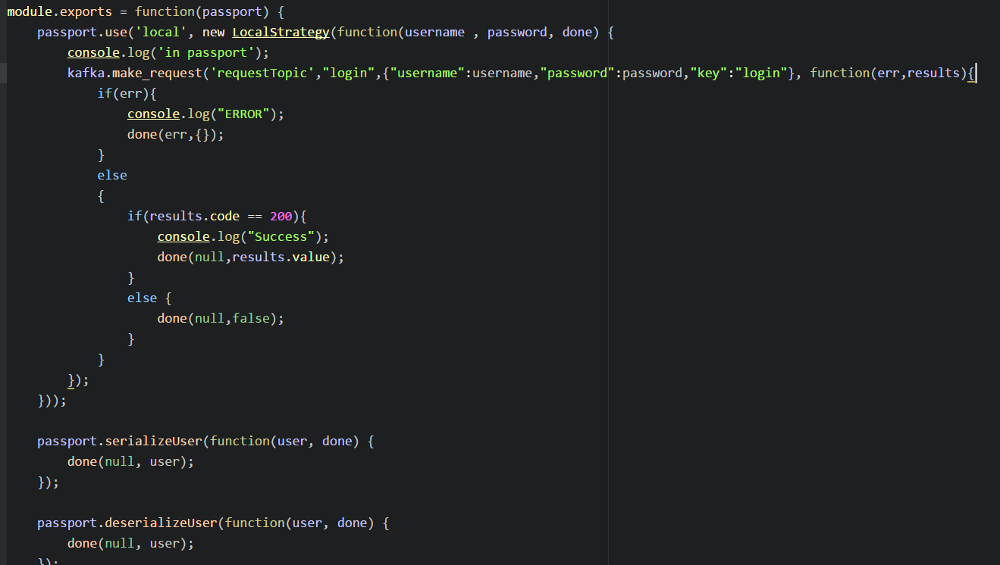 module.exports = function(passport) {
    passport.use('local', new LocalStrategy(function(username , password, done) {
        console.log('in passport');
        kafka.make_request('requestTopic',"login",{"username":username,"password":password,"key":"login"}, function(err,results){
            if(err){
                console.log("ERROR");
                done(err,{});
            }
            else
            {
                if(results.code == 200){
                    console.log("Success");
                    done(null,results.value);
                }
                else {
                    done(null,false);
                }
            }
        });
    }));

    passport.serializeUser(function(user, done) {
        done(null, user);
    });

    passport.deserializeUser(function(user, done) {
        done(null, user);
    });